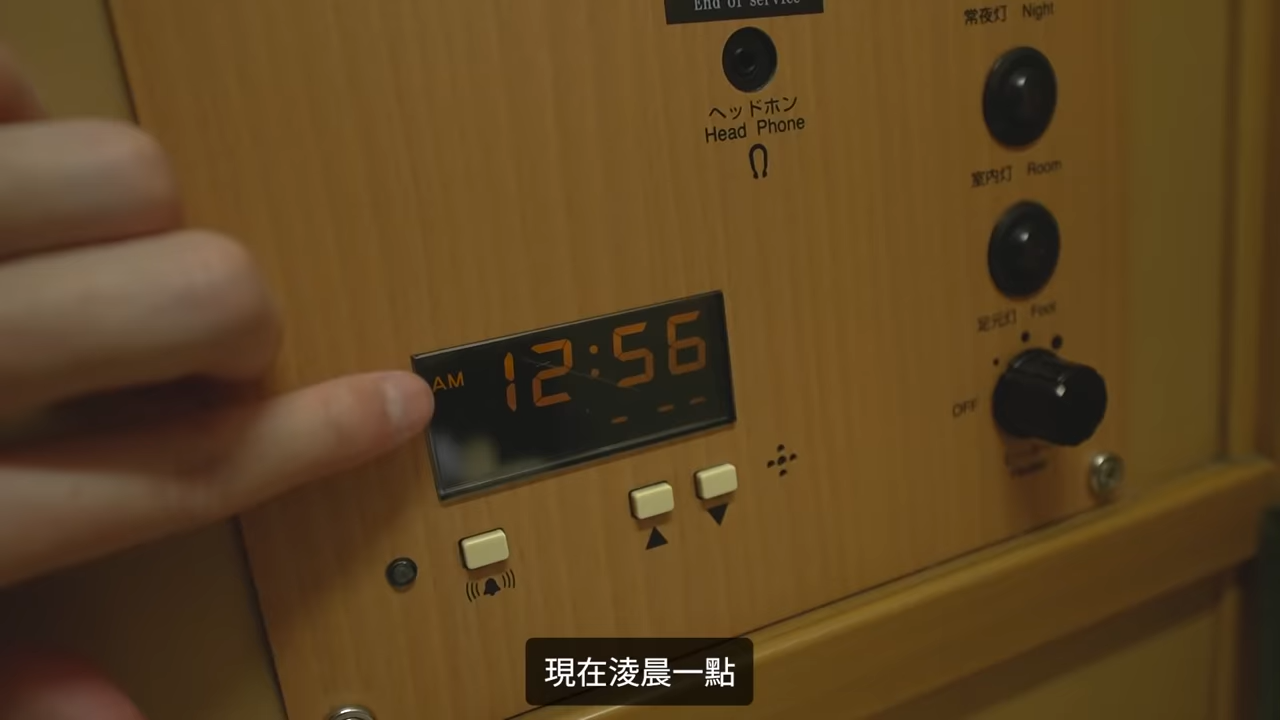 End of service
常夜灯 Night
ヘッドホン
Head Phone
室内灯 Room
足元灯 Foot
AM 12:56
OFF
現在淩晨一點